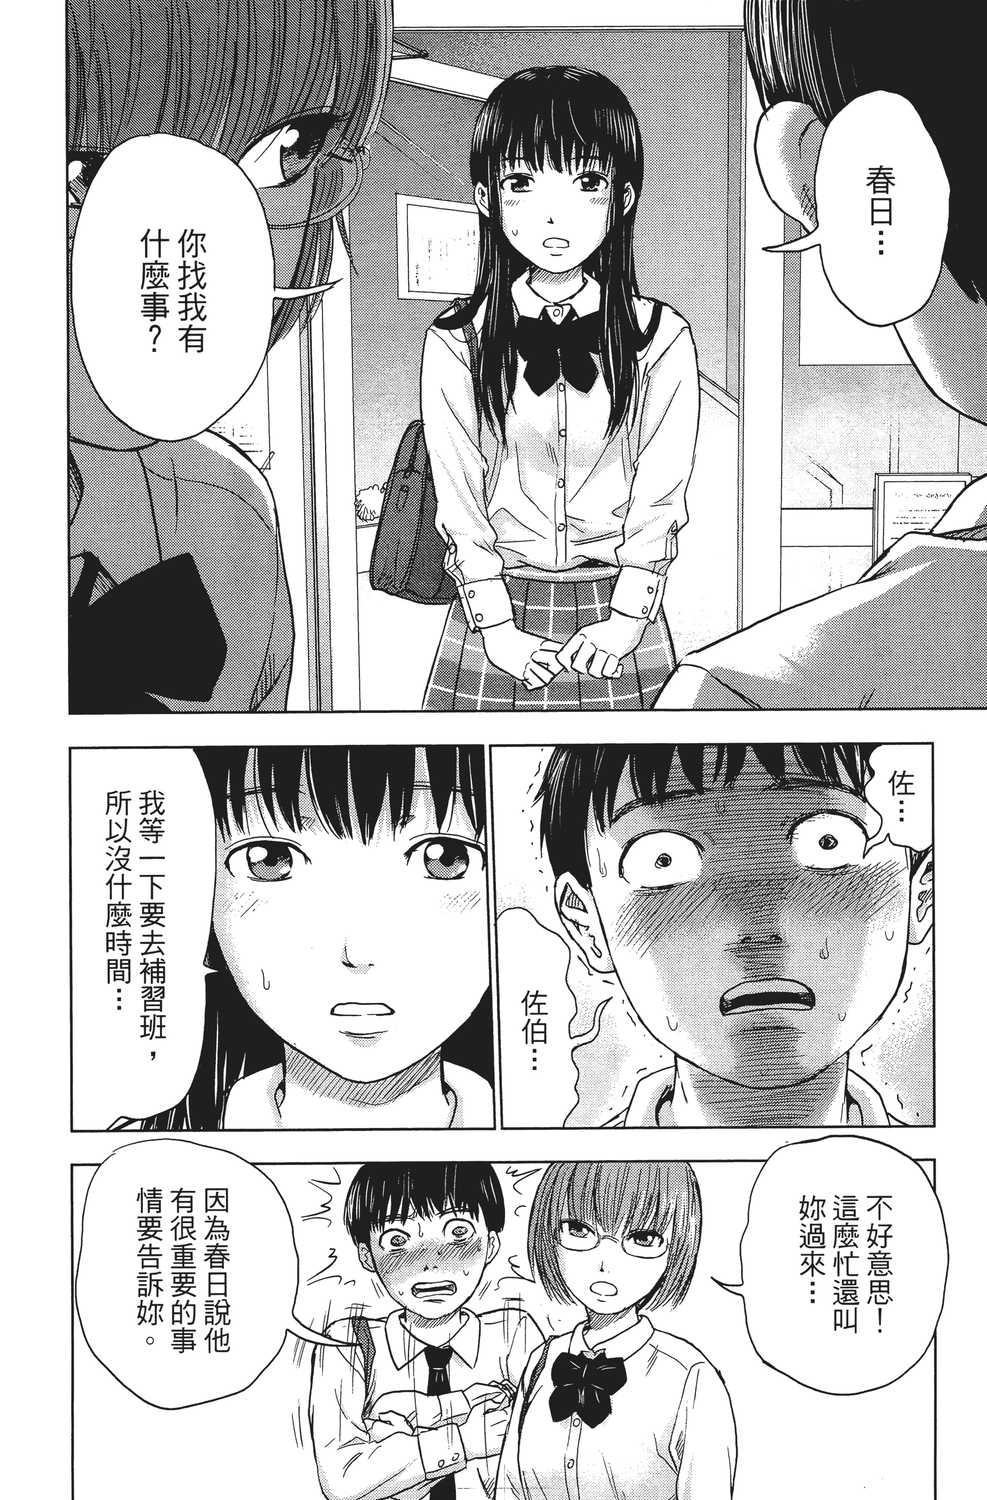 春日…
你找我有
什麼事？
佐…
佐伯…
我等一下要去補習班，
所以沒什麼時間…
不好意思！
這麼忙還叫
妳過來…
因為春日說他
有很重要的事
情要告訴妳。